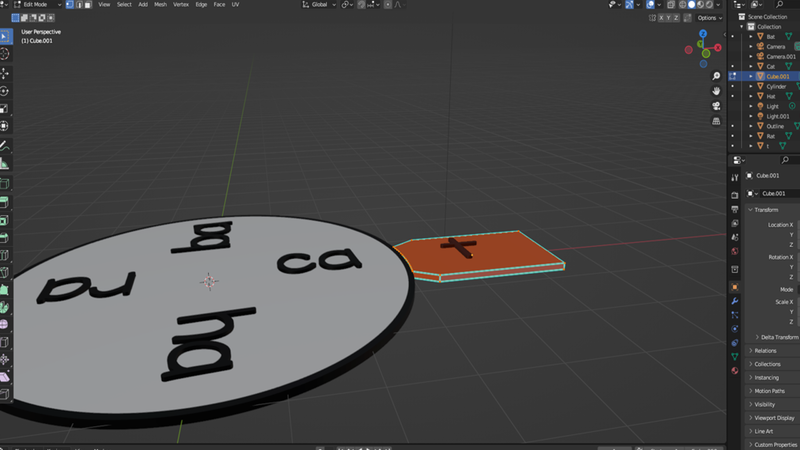 Edit Mode View Select Add Mesh Vertex Edge Face UV Global
X Y Z Options
User Perspective
(1) Cube.001
Z
X
ba
ca
ra
ha
t
Scene Collection
Collection
Bat
Camera
Camera.001
Cat
Cube.001
Cylinder
Hat
Light
Light.001
Outline
Rat
t
Cube.001
Cube.001
Transform
Location X
Y
Z
Rotation X
Y
Z
Mode
Scale X
Y
Z
Delta Transform
Relations
Collections
Instancing
Motion Paths
Visibility
Viewport Display
Line Art
Custom Properties